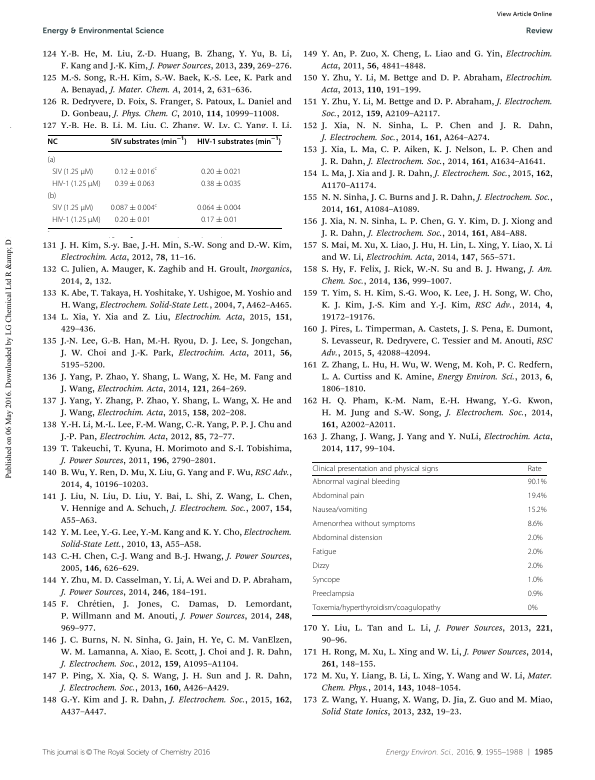 View Article Online
Energy & Environmental Science
Review
124 Y.-B. He, M. Liu, Z.-D. Huang, B. Zhang, Y. Yu, B. Li,
F. Kang and J.-K. Kim, J. Power Sources, 2013, 239, 269–276.
125 M.-S. Song, R.-H. Kim, S.-W. Baek, K.-S. Lee, K. Park and
A. Benayad, J. Mater. Chem. A, 2014, 2, 631–636.
126 R. Dedryvere, D. Foix, S. Franger, S. Patoux, L. Daniel and
D. Gonbeau, J. Phys. Chem. C, 2010, 114, 10999–11008.
127 Y.-B. He, B. Li, M. Liu, C. Zhang, W. Lv, C. Yang, J. Li,
NC SIV substrates (min−1) HIV-1 substrates (min−1)
(a)
SIV (1.25 μM) 0.12 ± 0.016c 0.20 ± 0.021
HIV-1 (1.25 μM) 0.39 ± 0.063 0.38 ± 0.035
(b)
SIV (1.25 μM) 0.087 ± 0.004c 0.064 ± 0.004
HIV-1 (1.25 μM) 0.20 ± 0.01 0.17 ± 0.01
131 J. H. Kim, S.-y. Bae, J.-H. Min, S.-W. Song and D.-W. Kim,
Electrochim. Acta, 2012, 78, 11–16.
132 C. Julien, A. Mauger, K. Zaghib and H. Groult, Inorganics,
2014, 2, 132.
133 K. Abe, T. Takaya, H. Yoshitake, Y. Ushigoe, M. Yoshio and
H. Wang, Electrochem. Solid-State Lett., 2004, 7, A462–A465.
134 L. Xia, Y. Xia and Z. Liu, Electrochim. Acta, 2015, 151,
429–436.
135 J.-N. Lee, G.-B. Han, M.-H. Ryou, D. J. Lee, S. Jongchan,
J. W. Choi and J.-K. Park, Electrochim. Acta, 2011, 56,
5195–5200.
136 J. Yang, P. Zhao, Y. Shang, L. Wang, X. He, M. Fang and
J. Wang, Electrochim. Acta, 2014, 121, 264–269.
137 J. Yang, Y. Zhang, P. Zhao, Y. Shang, L. Wang, X. He and
J. Wang, Electrochim. Acta, 2015, 158, 202–208.
138 Y.-H. Li, M.-L. Lee, F.-M. Wang, C.-R. Yang, P. P. J. Chu and
J.-P. Pan, Electrochim. Acta, 2012, 85, 72–77.
139 T. Takeuchi, T. Kyuna, H. Morimoto and S.-I. Tobishima,
J. Power Sources, 2011, 196, 2790–2801.
140 B. Wu, Y. Ren, D. Mu, X. Liu, G. Yang and F. Wu, RSC Adv.,
2014, 4, 10196–10203.
141 J. Liu, N. Liu, D. Liu, Y. Bai, L. Shi, Z. Wang, L. Chen,
V. Hennige and A. Schuch, J. Electrochem. Soc., 2007, 154,
A55–A63.
142 Y. M. Lee, Y.-G. Lee, Y.-M. Kang and K. Y. Cho, Electrochem.
Solid-State Lett., 2010, 13, A55–A58.
143 C.-H. Chen, C.-J. Wang and B.-J. Hwang, J. Power Sources,
2005, 146, 626–629.
144 Y. Zhu, M. D. Casselman, Y. Li, A. Wei and D. P. Abraham,
J. Power Sources, 2014, 246, 184–191.
145 F. Chrétien, J. Jones, C. Damas, D. Lemordant,
P. Willmann and M. Anouti, J. Power Sources, 2014, 248,
969–977.
146 J. C. Burns, N. N. Sinha, G. Jain, H. Ye, C. M. VanElzen,
W. M. Lamanna, A. Xiao, E. Scott, J. Choi and J. R. Dahn,
J. Electrochem. Soc., 2012, 159, A1095–A1104.
147 P. Ping, X. Xia, Q. S. Wang, J. H. Sun and J. R. Dahn,
J. Electrochem. Soc., 2013, 160, A426–A429.
148 G.-Y. Kim and J. R. Dahn, J. Electrochem. Soc., 2015, 162,
A437–A447.
149 Y. An, P. Zuo, X. Cheng, L. Liao and G. Yin, Electrochim.
Acta, 2011, 56, 4841–4848.
150 Y. Zhu, Y. Li, M. Bettge and D. P. Abraham, Electrochim.
Acta, 2013, 110, 191–199.
151 Y. Zhu, Y. Li, M. Bettge and D. P. Abraham, J. Electrochem.
Soc., 2012, 159, A2109–A2117.
152 J. Xia, N. N. Sinha, L. P. Chen and J. R. Dahn,
J. Electrochem. Soc., 2014, 161, A264–A274.
153 J. Xia, L. Ma, C. P. Aiken, K. J. Nelson, L. P. Chen and
J. R. Dahn, J. Electrochem. Soc., 2014, 161, A1634–A1641.
154 L. Ma, J. Xia and J. R. Dahn, J. Electrochem. Soc., 2015, 162,
A1170–A1174.
155 N. N. Sinha, J. C. Burns and J. R. Dahn, J. Electrochem. Soc.,
2014, 161, A1084–A1089.
156 J. Xia, N. N. Sinha, L. P. Chen, G. Y. Kim, D. J. Xiong and
J. R. Dahn, J. Electrochem. Soc., 2014, 161, A84–A88.
157 S. Mai, M. Xu, X. Liao, J. Hu, H. Lin, L. Xing, Y. Liao, X. Li
and W. Li, Electrochim. Acta, 2014, 147, 565–571.
158 S. Hy, F. Felix, J. Rick, W.-N. Su and B. J. Hwang, J. Am.
Chem. Soc., 2014, 136, 999–1007.
159 T. Yim, S. H. Kim, S.-G. Woo, K. Lee, J. H. Song, W. Cho,
K. J. Kim, J.-S. Kim and Y.-J. Kim, RSC Adv., 2014, 4,
19172–19176.
160 J. Pires, L. Timperman, A. Castets, J. S. Pena, E. Dumont,
S. Levasseur, R. Dedryvere, C. Tessier and M. Anouti, RSC
Adv., 2015, 5, 42088–42094.
161 Z. Zhang, L. Hu, H. Wu, W. Weng, M. Koh, P. C. Redfern,
L. A. Curtiss and K. Amine, Energy Environ. Sci., 2013, 6,
1806–1810.
162 H. Q. Pham, K.-M. Nam, E.-H. Hwang, Y.-G. Kwon,
H. M. Jung and S.-W. Song, J. Electrochem. Soc., 2014,
161, A2002–A2011.
163 J. Zhang, J. Wang, J. Yang and Y. NuLi, Electrochim. Acta,
2014, 117, 99–104.
Clinical presentation and physical signs Rate
Abnormal vaginal bleeding 90.1%
Abdominal pain 19.4%
Nausea/vomiting 15.2%
Amenorrhea without symptoms 8.6%
Abdominal distension 2.0%
Fatigue 2.0%
Dizzy 2.0%
Syncope 1.0%
Preeclampsia 0.9%
Toxemia/hyperthyroidism/coagulopathy 0%
170 Y. Liu, L. Tan and L. Li, J. Power Sources, 2013, 221,
90–96.
171 H. Rong, M. Xu, L. Xing and W. Li, J. Power Sources, 2014,
261, 148–155.
172 M. Xu, Y. Liang, B. Li, L. Xing, Y. Wang and W. Li, Mater.
Chem. Phys., 2014, 143, 1048–1054.
173 Z. Wang, Y. Huang, X. Wang, D. Jia, Z. Guo and M. Miao,
Solid State Ionics, 2013, 232, 19–23.
Published on 06 May 2016. Downloaded by LG Chemical Ltd R &amp; D
This journal is © The Royal Society of Chemistry 2016
Energy Environ. Sci., 2016, 9, 1955–1988 | 1985